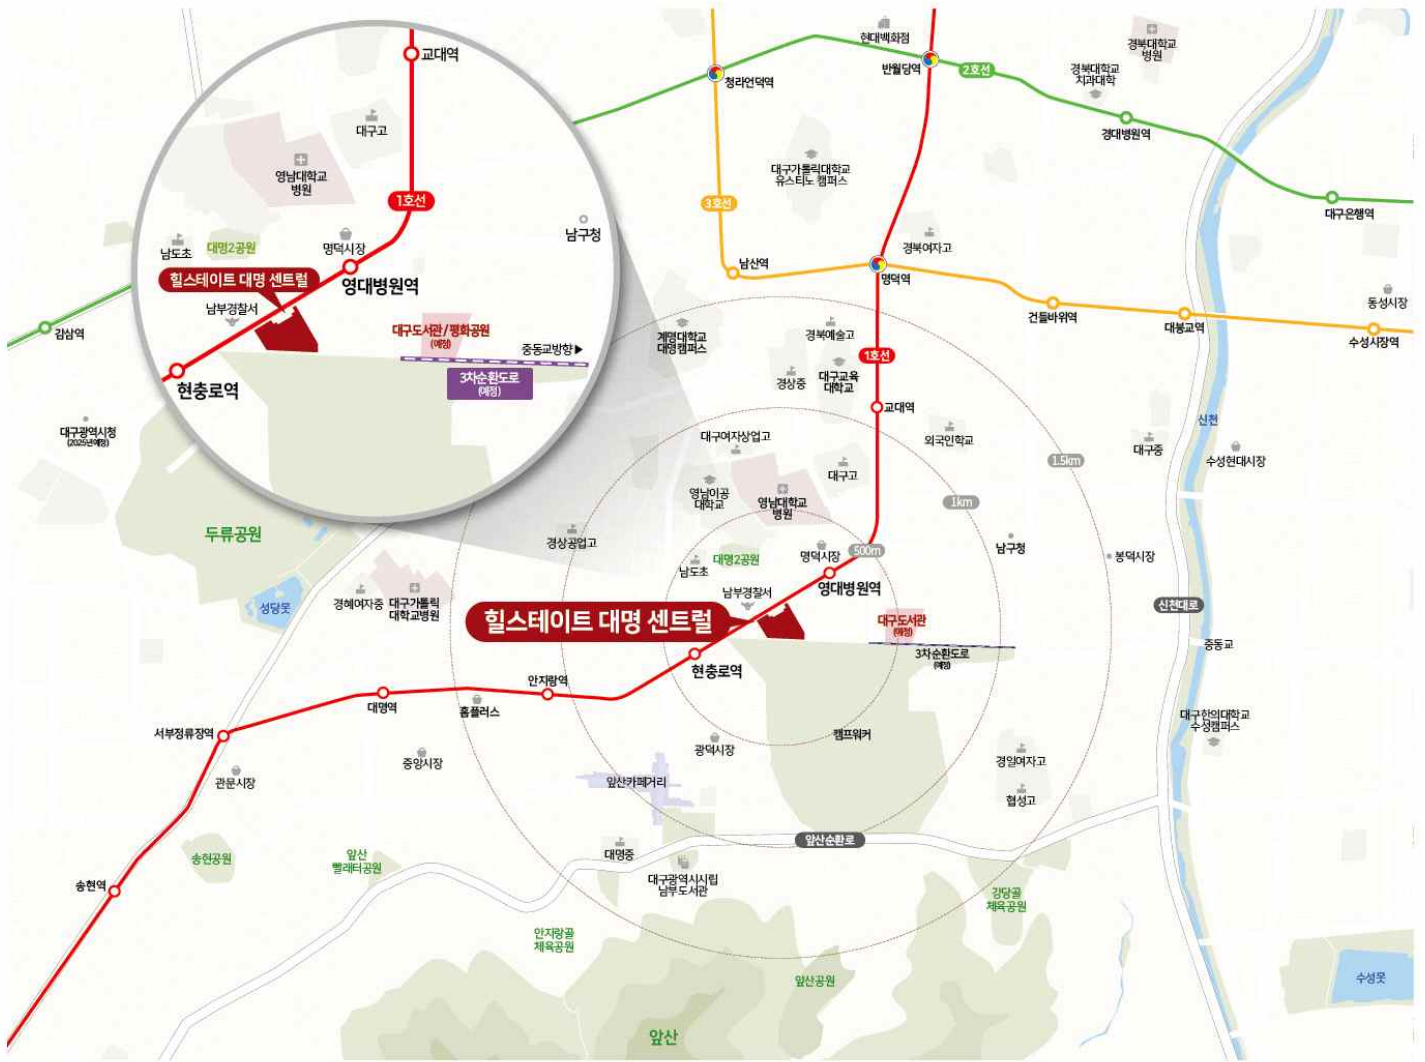 현대백화점
경북대학교
병원
반월당역
2호선
경북대학교
치과대학
청라언덕역
경대병원역
대구은행역
교대역
대구고
영남대학교
병원
1호선
남구청
남도초
대명2공원
명덕시장
힐스테이트 대명 센트럴
영대병원역
남부경찰서
대구도서관/평화공원
(예정)
중동교방향▶
3차순환도로
(예정)
현충로역
대구가톨릭대학교
유스티노 캠퍼스
3호선
경북여자고
남산역
명덕역
건들바위역
대봉교역
동성시장
수성시장역
감삼역
계명대학교
대명캠퍼스
경북예술고
1호선
경상중
대구교육
대학교
교대역
대구광역시청
(2025년예정)
대구여자상업고
외국인학교
신천
대구중
수성현대시장
1.5km
대구고
영남이공
대학교
영남대학교
병원
1km
두류공원
경상공업고
명덕시장
500m
남구청
봉덕시장
대명2공원
남도초
영대병원역
성당못
경혜여자중
대구가톨릭
대학교병원
남부경찰서
힐스테이트 대명 센트럴
대구도서관
(예정)
신천대로
3차순환도로
(예정)
중동교
현충로역
안지랑역
대명역
홈플러스
서부정류장역
대구한의대학교
수성캠퍼스
광덕시장
캠프워커
중앙시장
관문시장
앞산카페거리
경일여자고
협성고
앞산순환로
송현공원
앞산
빨래터공원
대명중
대구광역시시립
남부도서관
송현역
강당골
체육공원
안지랑골
체육공원
앞산공원
수성못
앞산